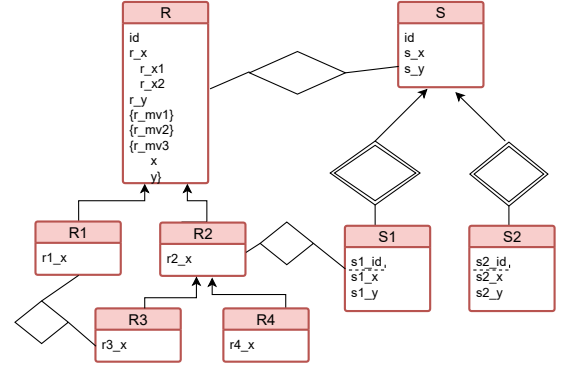 R
id
r_x
r_x1
r_x2
r_y
{r_mv1}
{r_mv2}
{r_mv3
x
y}
S
id
s_x
s_y
R1
r1_x
R2
r2_x
S1
s1_id,
s1_x
s1_y
S2
s2_id,
s2_x
s2_y
R3
r3_x
R4
r4_x